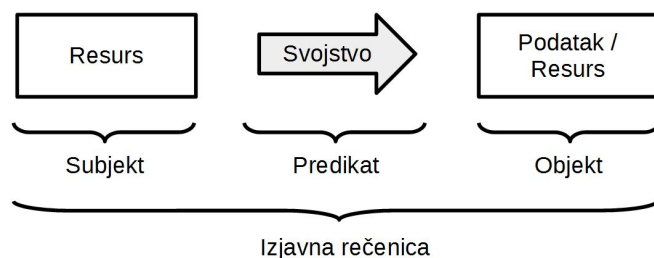 Resurs
Svojstvo
Podatak /
Resurs
Subjekt
Predikat
Objekt
Izjavna rečenica